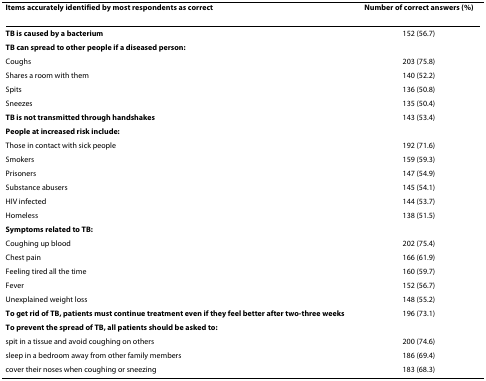 Items accurately identified by most respondents as correct Number of correct answers (%)
TB is caused by a bacterium 152 (56.7)
TB can spread to other people if a diseased person:
Coughs 203 (75.8)
Shares a room with them 140 (52.2)
Spits 136 (50.8)
Sneezes 135 (50.4)
TB is not transmitted through handshakes 143 (53.4)
People at increased risk include:
Those in contact with sick people 192 (71.6)
Smokers 159 (59.3)
Prisoners 147 (54.9)
Substance abusers 145 (54.1)
HIV infected 144 (53.7)
Homeless 138 (51.5)
Symptoms related to TB:
Coughing up blood 202 (75.4)
Chest pain 166 (61.9)
Feeling tired all the time 160 (59.7)
Fever 152 (56.7)
Unexplained weight loss 148 (55.2)
To get rid of TB, patients must continue treatment even if they feel better after two-three weeks 196 (73.1)
To prevent the spread of TB, all patients should be asked to:
spit in a tissue and avoid coughing on others 200 (74.6)
sleep in a bedroom away from other family members 186 (69.4)
cover their noses when coughing or sneezing 183 (68.3)